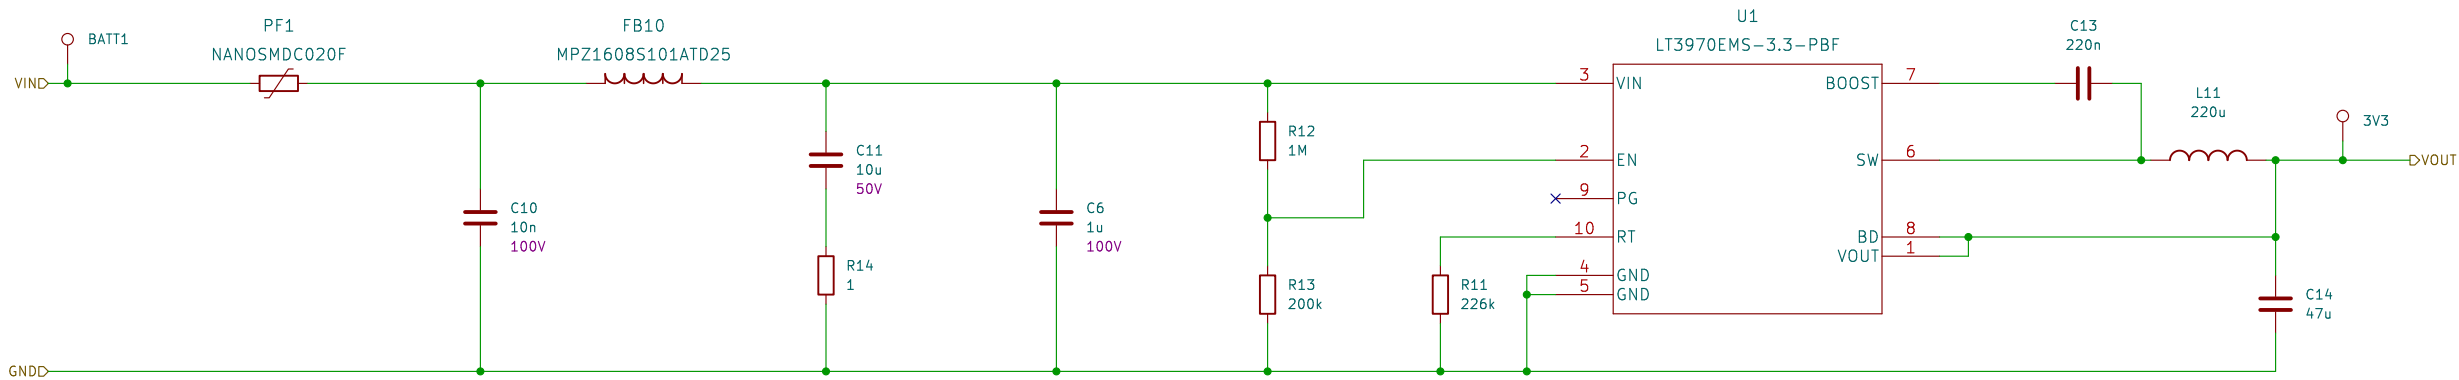 BATT1
VIN
PF1
NANOSMDC020F
FB10
MPZ1608S101ATD25
C10
10n
100V
C11
10u
50V
R14
1
C6
1u
100V
R12
1M
R13
200k
R11
226k
U1
LT3970EMS-3.3-PBF
3
VIN
2
EN
9
PG
10
RT
4
GND
5
GND
BOOST
7
SW
6
BD
8
VOUT
1
C13
220n
L11
220u
3V3
VOUT
C14
47u
GND